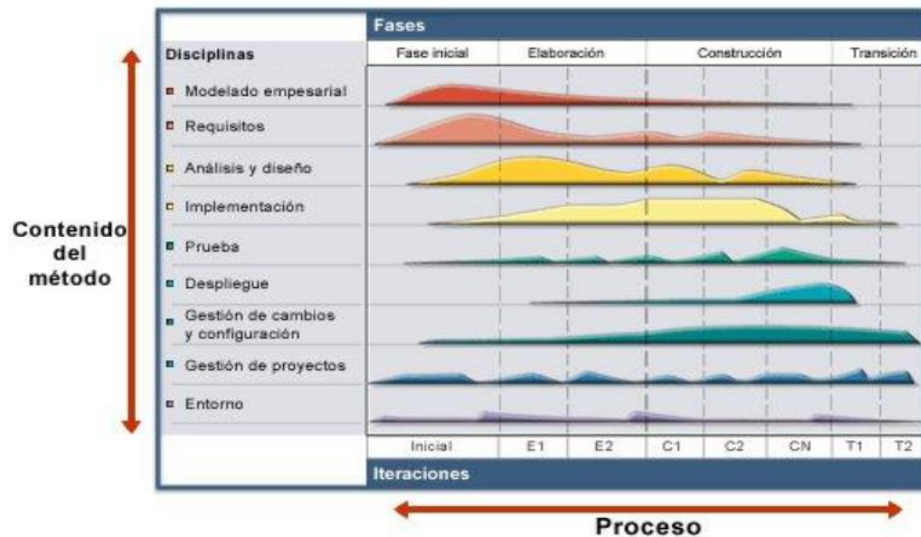 Fases
Disciplinas
Fase inicial Elaboración Construcción Transición
Modelado empesarial
Requisitos
Análisis y diseño
Implementación
Prueba
Despliegue
Gestión de cambios
y configuración
Gestión de proyectos
Entorno
Contenido
del
método
Inicial E1 E2 C1 C2 CN T1 T2
Iteraciones
Proceso